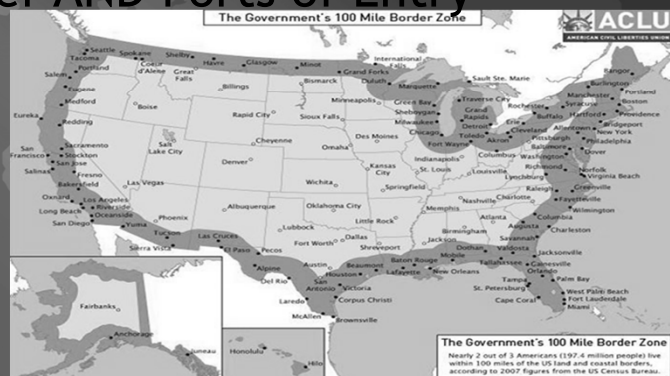 AND Ports of Entry
The Government's 100 Mile Border Zone
ACLU
AMERICAN CIVIL LIBERTIES UNION
Seattle
Tacoma
Spokane
Shelby
Havre
Glasgow
Minot
International
Falls
Portland
Coeur
d'Alene
Great
Falls
Grand Forks
Duluth
Sault Ste. Marie
Bangor
Salem
Eugene
Billings
Bismarck
Marquette
Burlington
Portland
Medford
Boise
Minneapolis
Green Bay
Traverse City
Rochester
Manchester
Syracuse
Boston
Eureka
Redding
Rapid City
Sioux Falls
Sheboygan
Milwaukee
Grand
Rapids
Detroit
Erie
Buffalo
Hartford
Providence
Bridgeport
New York
Sacramento
San
Francisco
Stockton
San Jose
Salt
Lake City
Cheyenne
Des Moines
Omaha
Chicago
Fort Wayne
Toledo
Akron
Cleveland
Pittsburgh
Allentown
Philadelphia
Baltimore
Dover
Salinas
Fresno
Denver
Kansas
City
Indianapolis
St. Louis
Columbus
Louisville
Washington
Richmond
Lynchburg
Norfolk
Virginia Beach
Bakersfield
Las Vegas
Wichita
Springfield
Raleigh
Greenville
Oxnard
Los Angeles
Riverside
Long Beach
Oceanside
San Diego
Albuquerque
Oklahoma City
Nashville
Charlotte
Fayetteville
Memphis
Wilmington
Phoenix
Yuma
Tucson
Little Rock
Atlanta
Columbia
Charleston
Sierra Vista
Las Cruces
El Paso
Pecos
Lubbock
Fort Worth
Dallas
Shreveport
Birmingham
Jackson
Augusta
Savannah
Dothan
Valdosta
Jacksonville
Alpine
Austin
Houston
Beaumont
Baton Rouge
Lafayette
New Orleans
Mobile
Tallahassee
Gainesville
Orlando
Del Rio
San
Antonio
Victoria
Tampa
St. Petersburg
Palm Bay
Laredo
Corpus Christi
Cape Coral
West Palm Beach
Fort Lauderdale
Miami
McAllen
Brownsville
Fairbanks
Anchorage
Juneau
Honolulu
Hilo
The Government's 100 Mile Border Zone
Nearly 2 out of 3 Americans (197.4 million people) live
within 100 miles of the US land and coastal borders,
according to 2007 figures from the US Census Bureau.